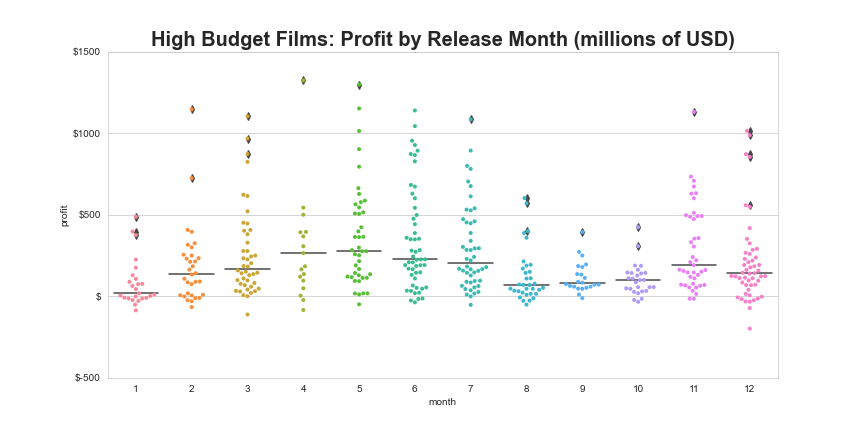 High Budget Films: Profit by Release Month (millions of USD)
$1500
$1000
$500
$
$-500
profit
1 2 3 4 5 6 7 8 9 10 11 12
month